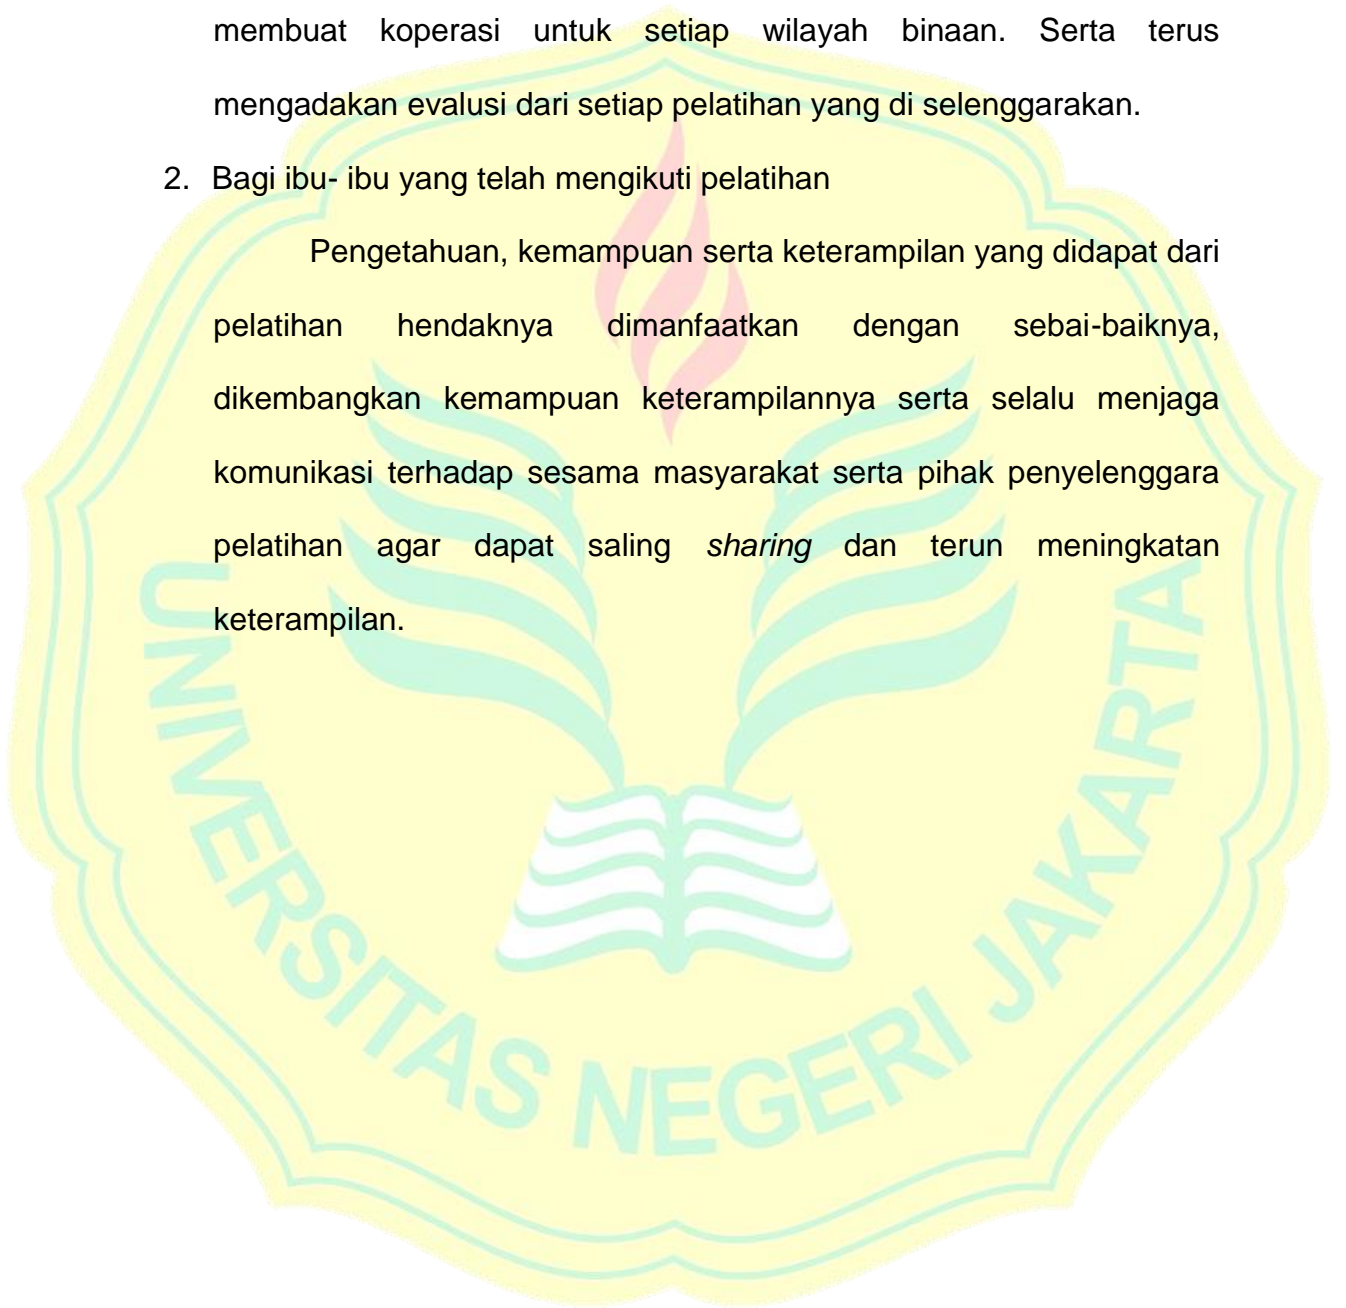 membuat koperasi untuk setiap wilayah binaan. Serta terus
mengadakan evalusi dari setiap pelatihan yang di selenggarakan.
2. Bagi ibu- ibu yang telah mengikuti pelatihan
Pengetahuan, kemampuan serta keterampilan yang didapat dari
pelatihan hendaknya dimanfaatkan dengan sebai-baiknya,
dikembangkan kemampuan keterampilannya serta selalu menjaga
komunikasi terhadap sesama masyarakat serta pihak penyelenggara
pelatihan agar dapat saling sharing dan terun meningkatan
keterampilan.
UNIVERSITAS NEGERI JAKARTA